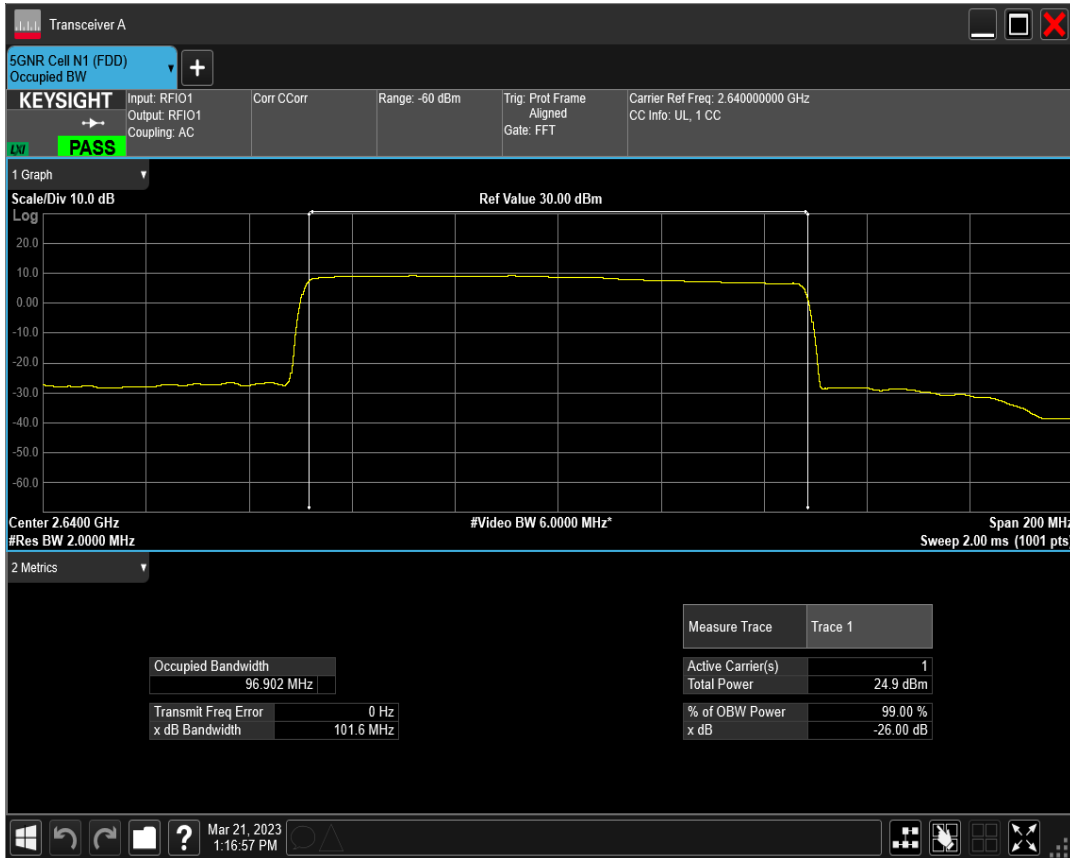 Transceiver A
5GNR Cell N1 (FDD)
Occupied BW
+
KEYSIGHT
LXI
PASS
Input: RFIO1
Output: RFIO1
Coupling: AC
Corr CCorr
Range: -60 dBm
Trig: Prot Frame
Aligned
Gate: FFT
Carrier Ref Freq: 2.640000000 GHz
CC Info: UL, 1 CC
1 Graph
Scale/Div 10.0 dB
Ref Value 30.00 dBm
Log
20.0
10.0
0.00
-10.0
-20.0
-30.0
-40.0
-50.0
-60.0
Center 2.6400 GHz
#Video BW 6.0000 MHz*
Span 200 MHz
#Res BW 2.0000 MHz
Sweep 2.00 ms (1001 pts)
2 Metrics
Measure Trace Trace 1
Occupied Bandwidth
96.902 MHz
Active Carrier(s) 1
Total Power 24.9 dBm
Transmit Freq Error 0 Hz
x dB Bandwidth 101.6 MHz
% of OBW Power 99.00 %
x dB -26.00 dB
?
Mar 21, 2023
1:16:57 PM